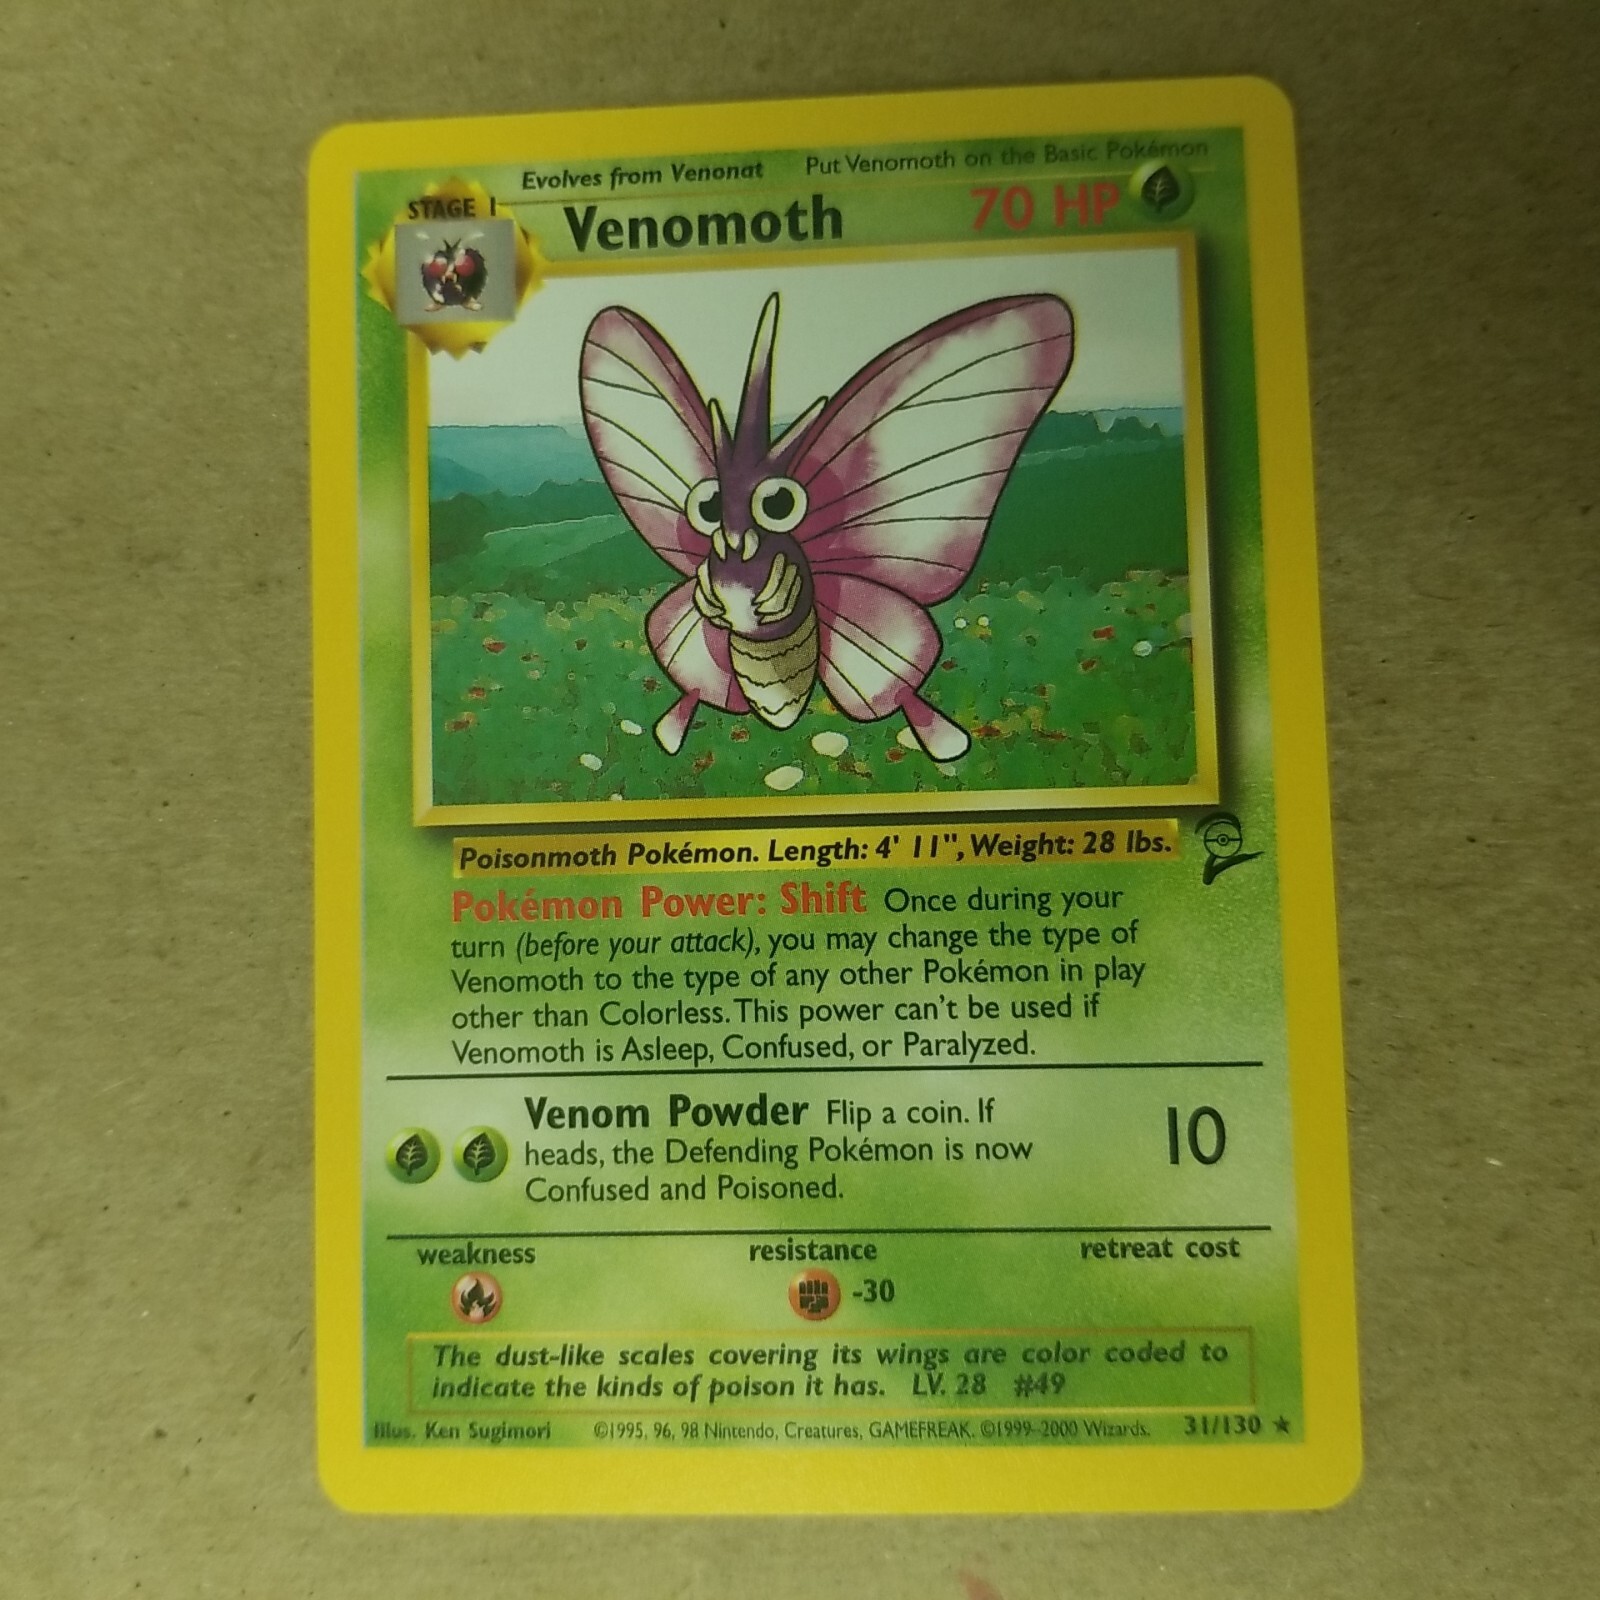 Evolves from Venonat Put Venomoth on the Basic Pokémon
STAGE 1
Venomoth 70 HP
Poisonmoth Pokémon. Length: 4' 11", Weight: 28 lbs.
Pokémon Power: Shift Once during your
turn (before your attack), you may change the type of
Venomoth to the type of any other Pokémon in play
other than Colorless. This power can't be used if
Venomoth is Asleep, Confused, or Paralyzed.
Venom Powder Flip a coin. If
heads, the Defending Pokémon is now
Confused and Poisoned.
10
weakness resistance retreat cost
-30
The dust-like scales covering its wings are color coded to
indicate the kinds of poison it has. LV. 28 #49
Illus. Ken Sugimori ©1995, 96, 98 Nintendo, Creatures, GAMEFREAK. ©1999-2000 Wizards. 31/130 ★